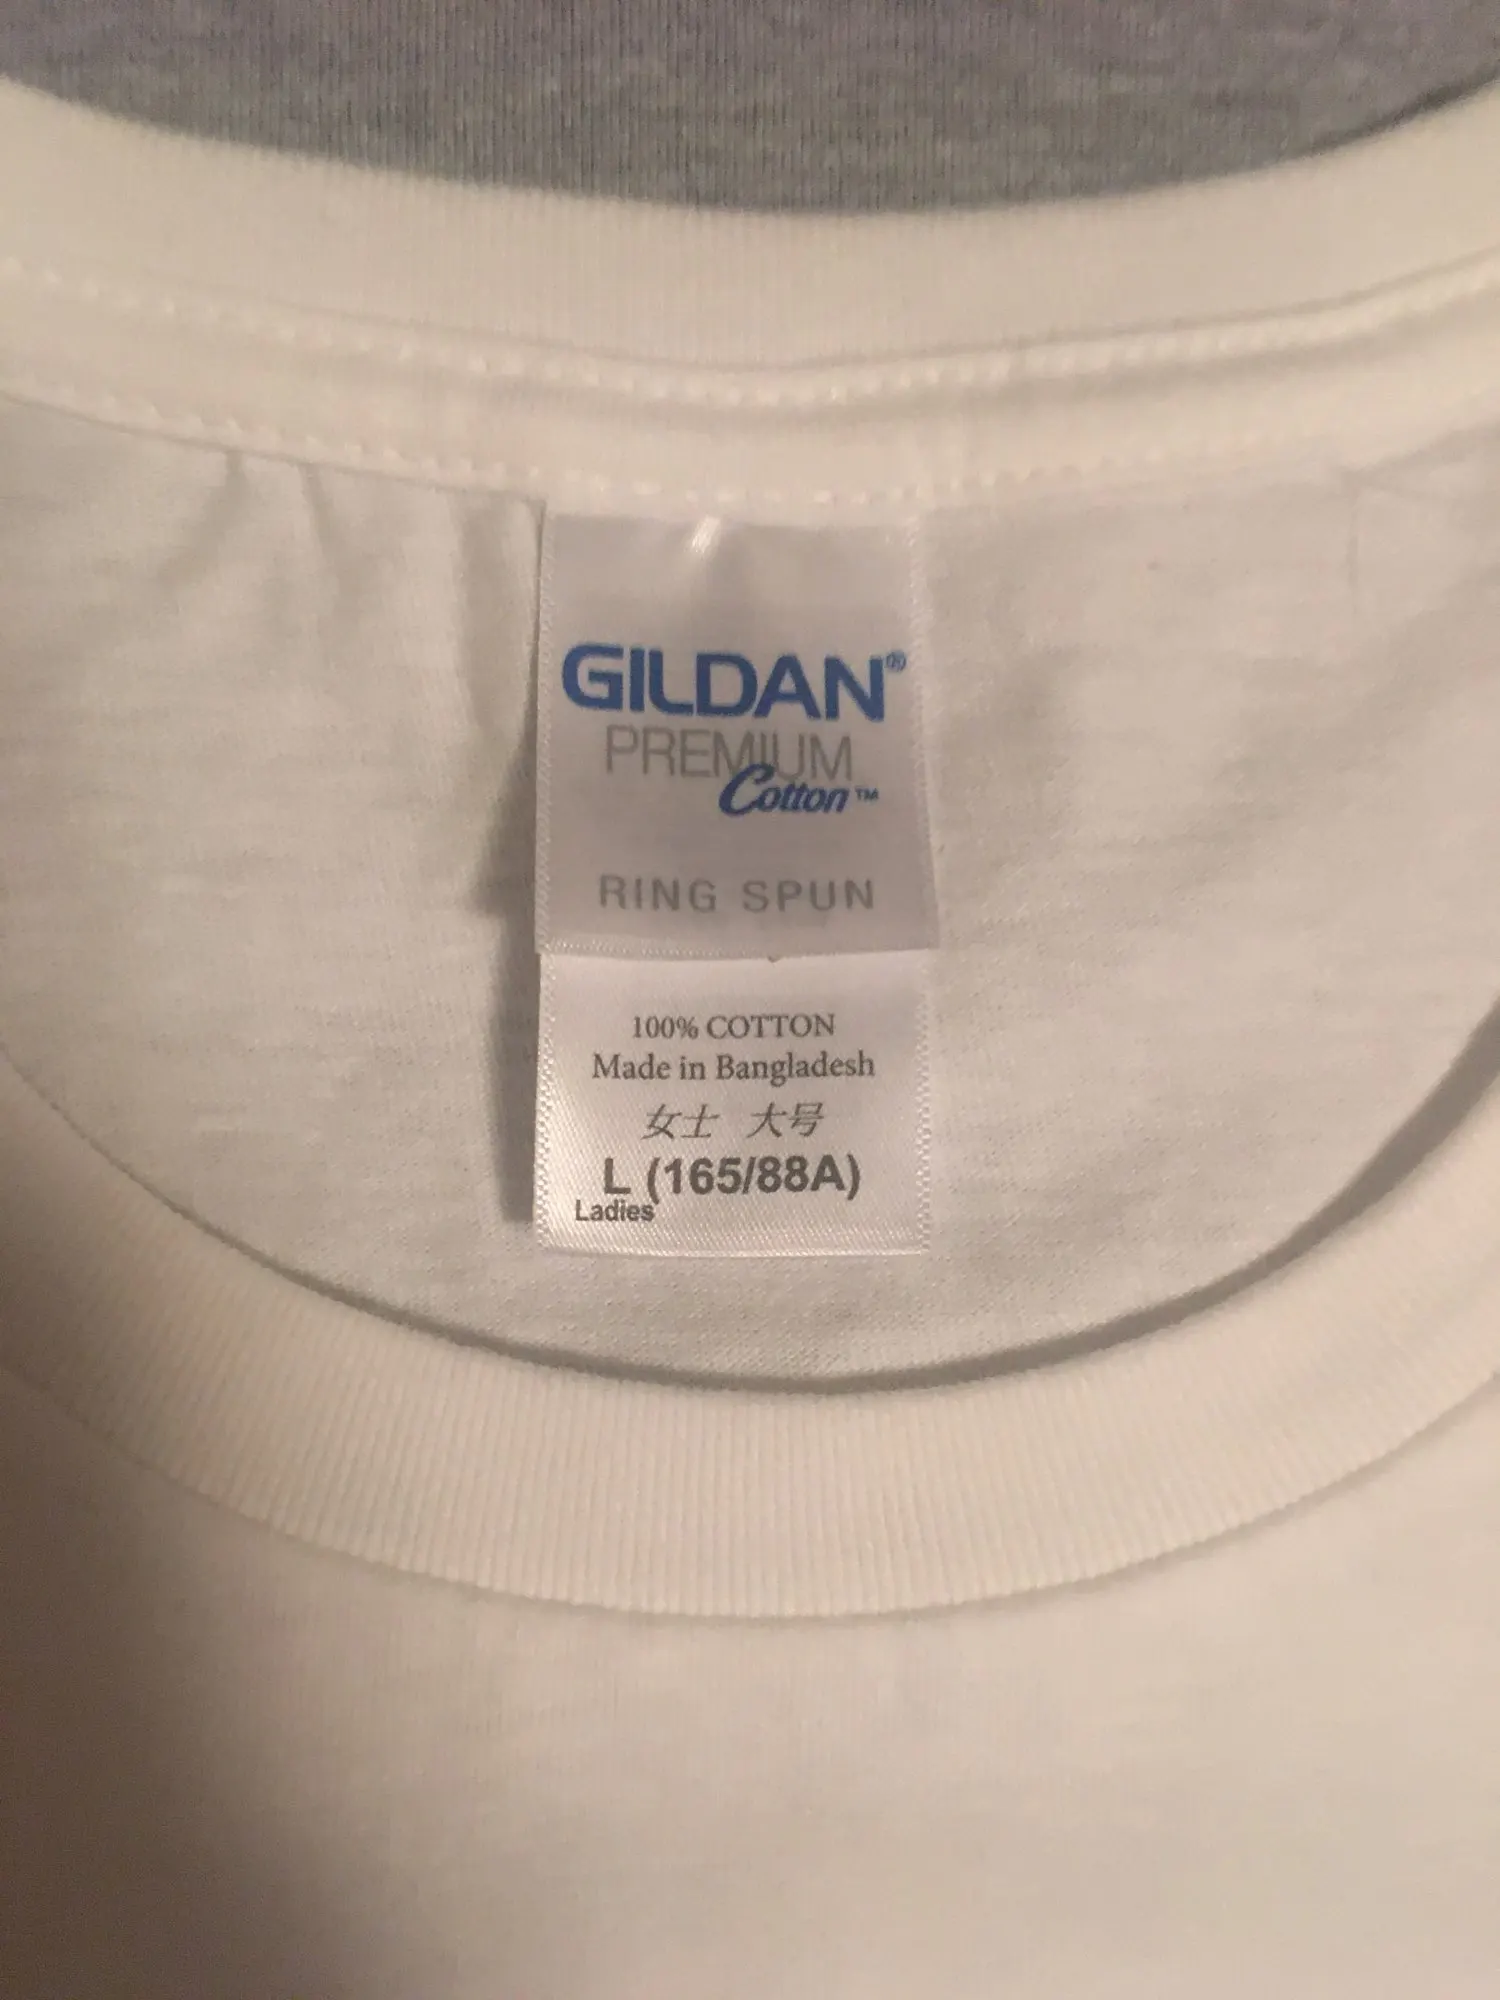 GILDAN®
PREMIUM
Cotton™
RING SPUN
100% COTTON
Made in Bangladesh
女士 大号
L (165/88A)
Ladies